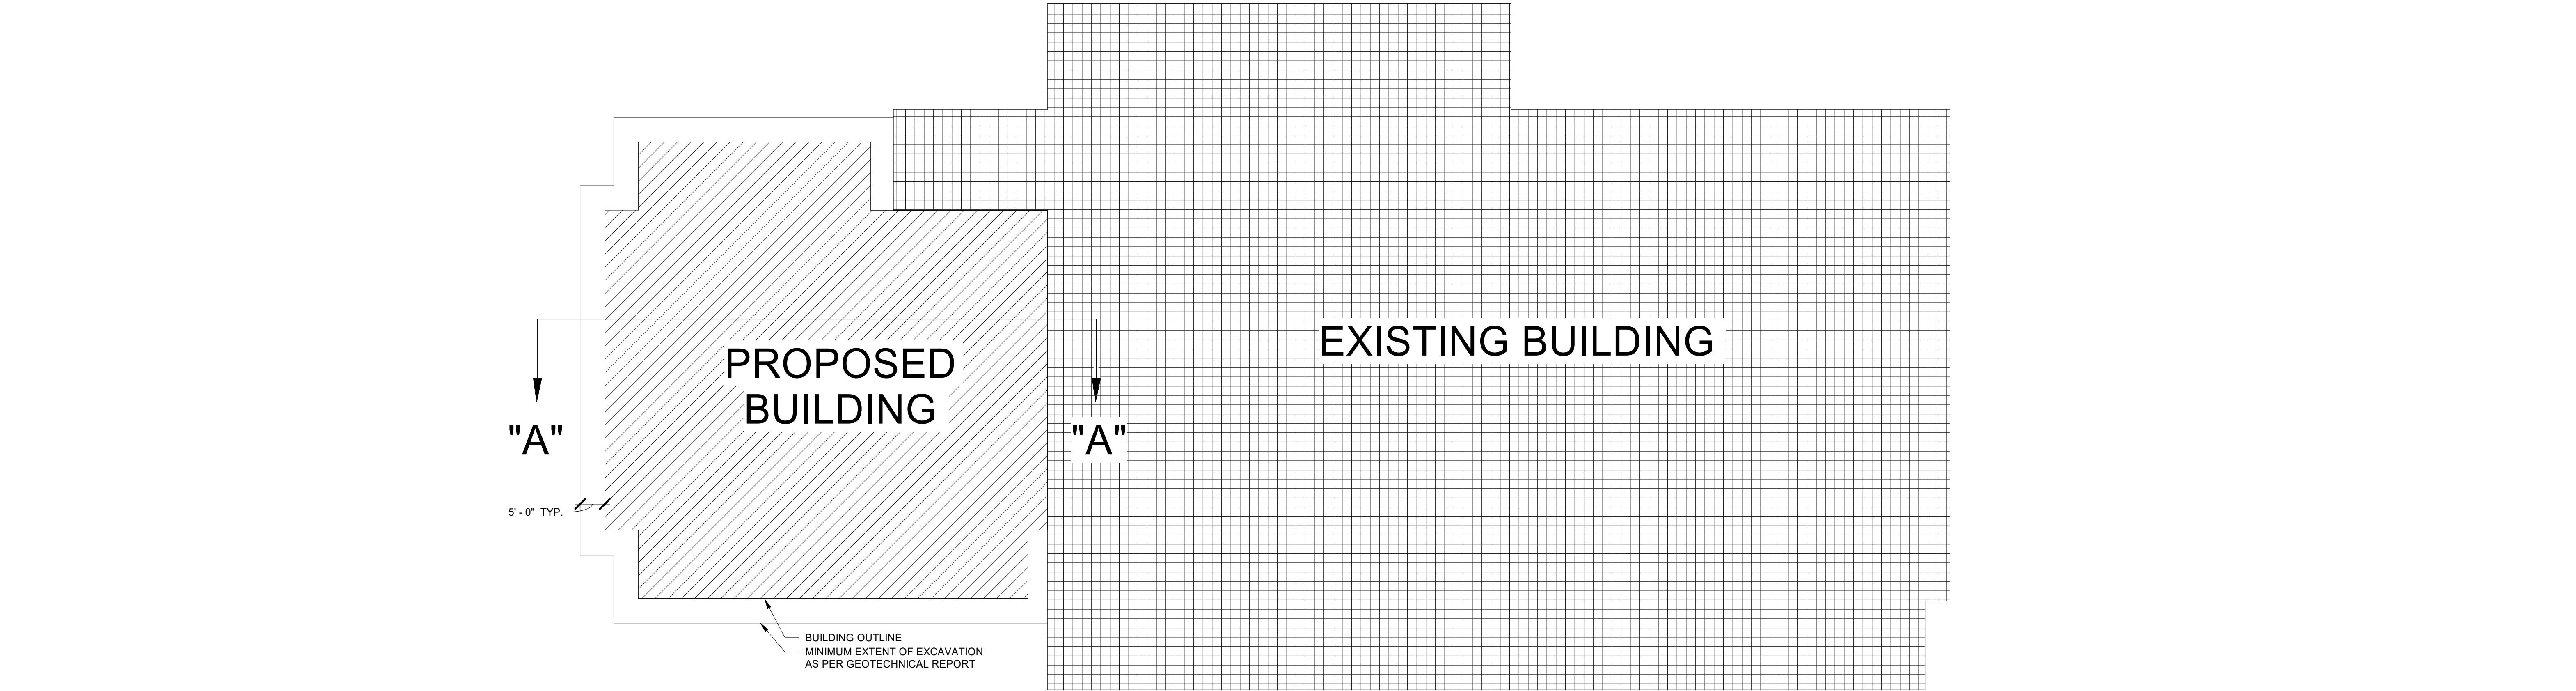 EXISTING BUILDING
PROPOSED
BUILDING
"A"
"A"
5' - 0" TYP.
BUILDING OUTLINE
MINIMUM EXTENT OF EXCAVATION
AS PER GEOTECHNICAL REPORT